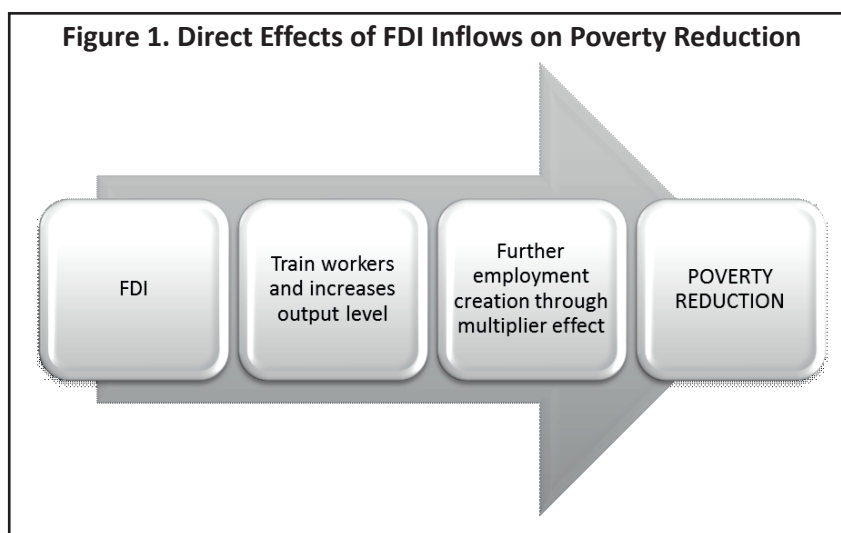 Figure 1. Direct Effects of FDI Inflows on Poverty Reduction
FDI
Train workers
and increases
output level
Further
employment
creation through
multiplier effect
POVERTY
REDUCTION